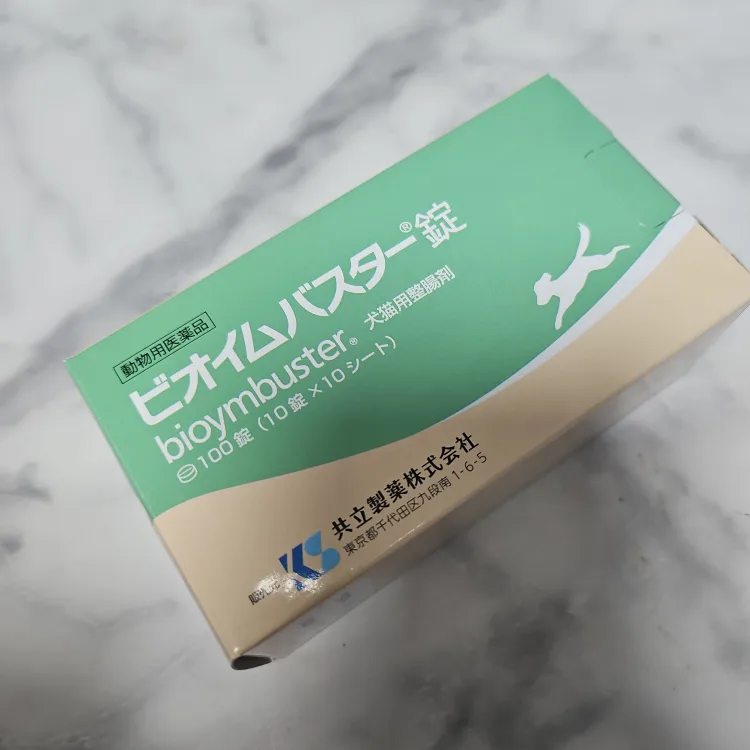 動物用医薬品
ビオイムバスター®錠
bioymbuster® 犬猫用整腸剤
100錠(10錠×10シート)
KS 共立製薬株式会社
東京都千代田区九段南1-6-5